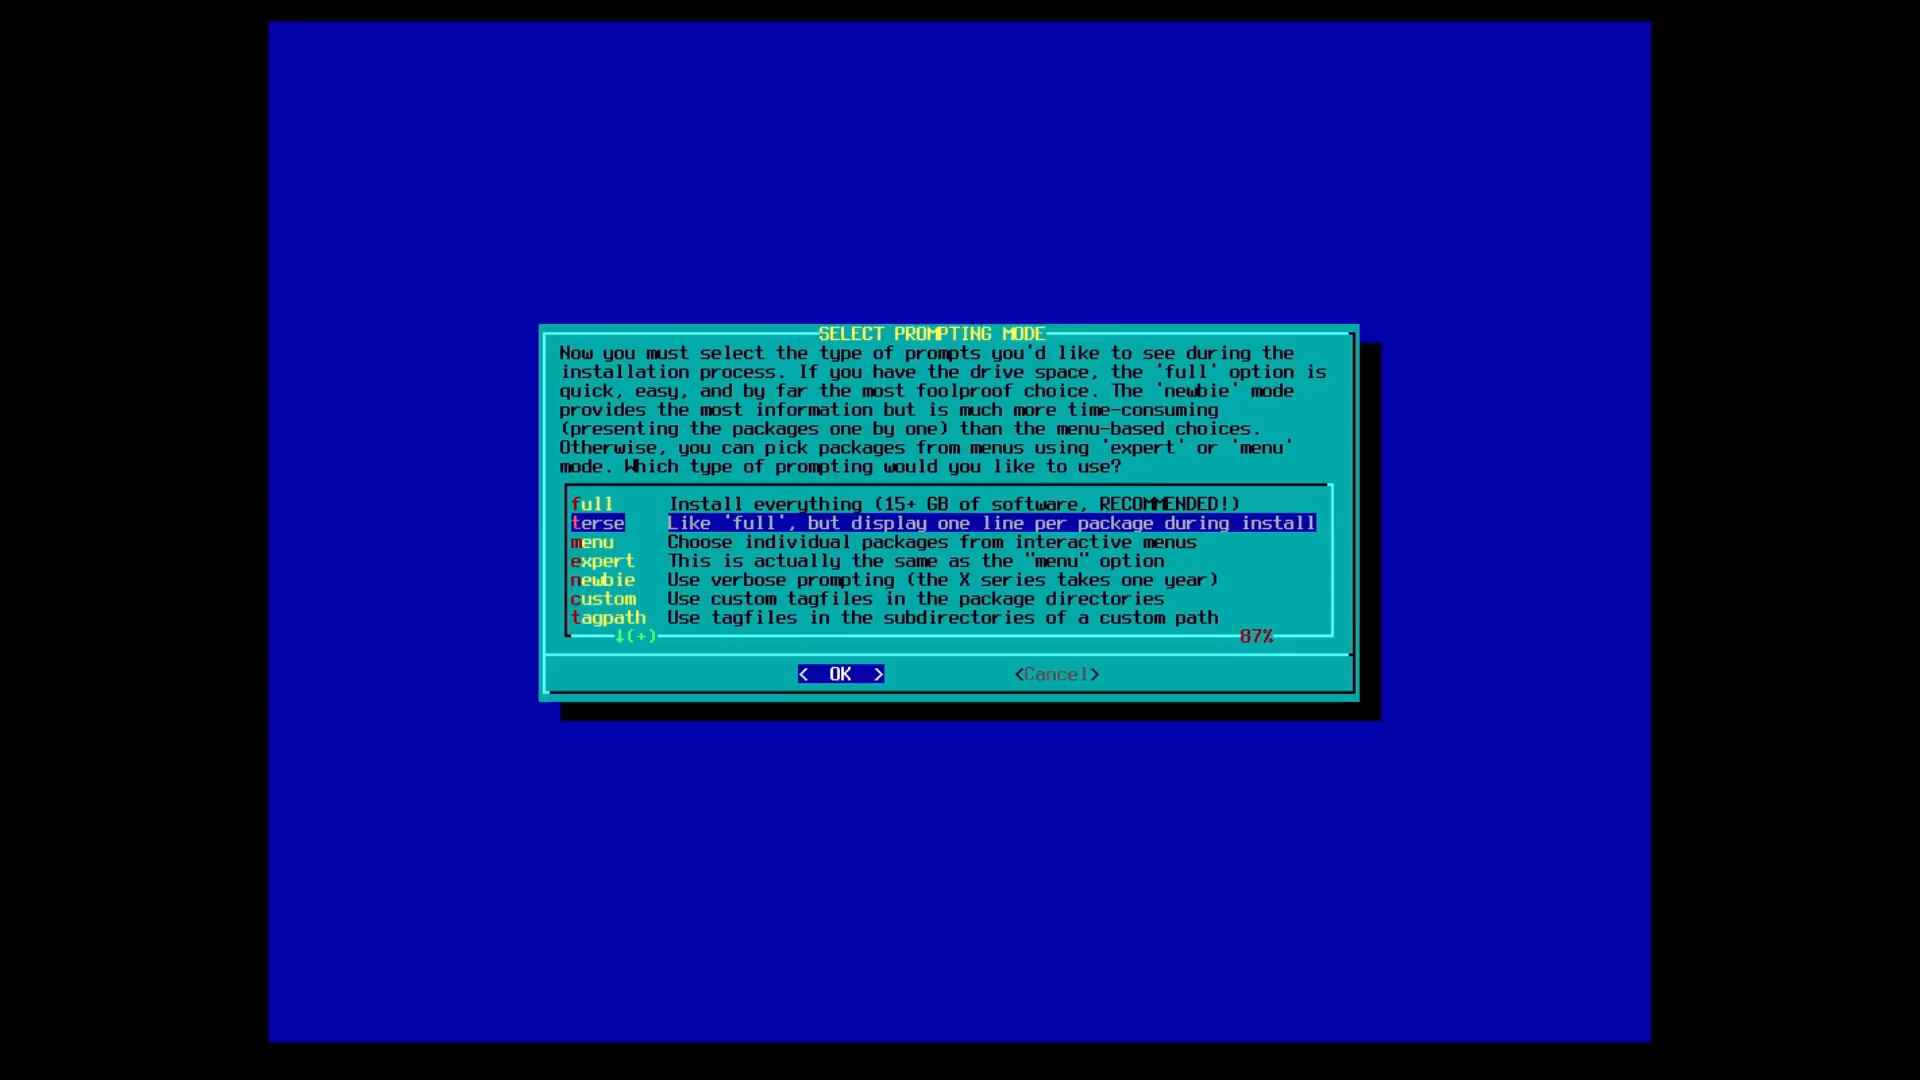 SELECT PROMPTING MODE
Now you must select the type of prompts you'd like to see during the
installation process. If you have the drive space, the 'full' option is
quick, easy, and by far the most foolproof choice. The 'newbie' mode
provides the most information but is much more time-consuming
(presenting the packages one by one) than the menu-based choices.
Otherwise, you can pick packages from menus using 'expert' or 'menu'
mode. Which type of prompting would you like to use?
full Install everything (15+ GB of software, RECOMMENDED!)
terse Like 'full', but display one line per package during install
menu Choose individual packages from interactive menus
expert This is actually the same as the "menu" option
newbie Use verbose prompting (the X series takes one year)
custom Use custom tagfiles in the package directories
tagpath Use tagfiles in the subdirectories of a custom path
↓(+) 87%
< OK > <Cancel>